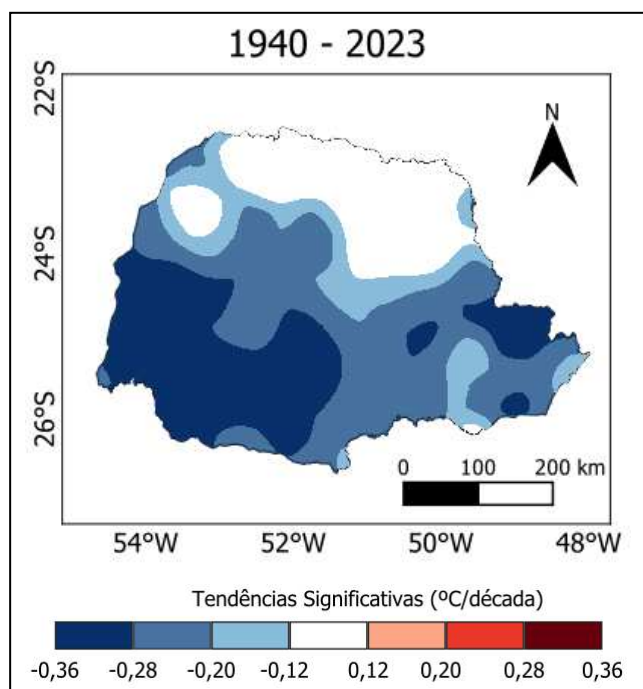 1940 - 2023
22°S
24°S
26°S
N
0 100 200 km
54°W 52°W 50°W 48°W
Tendências Significativas (ºC/década)
-0,36 -0,28 -0,20 -0,12 0,12 0,20 0,28 0,36